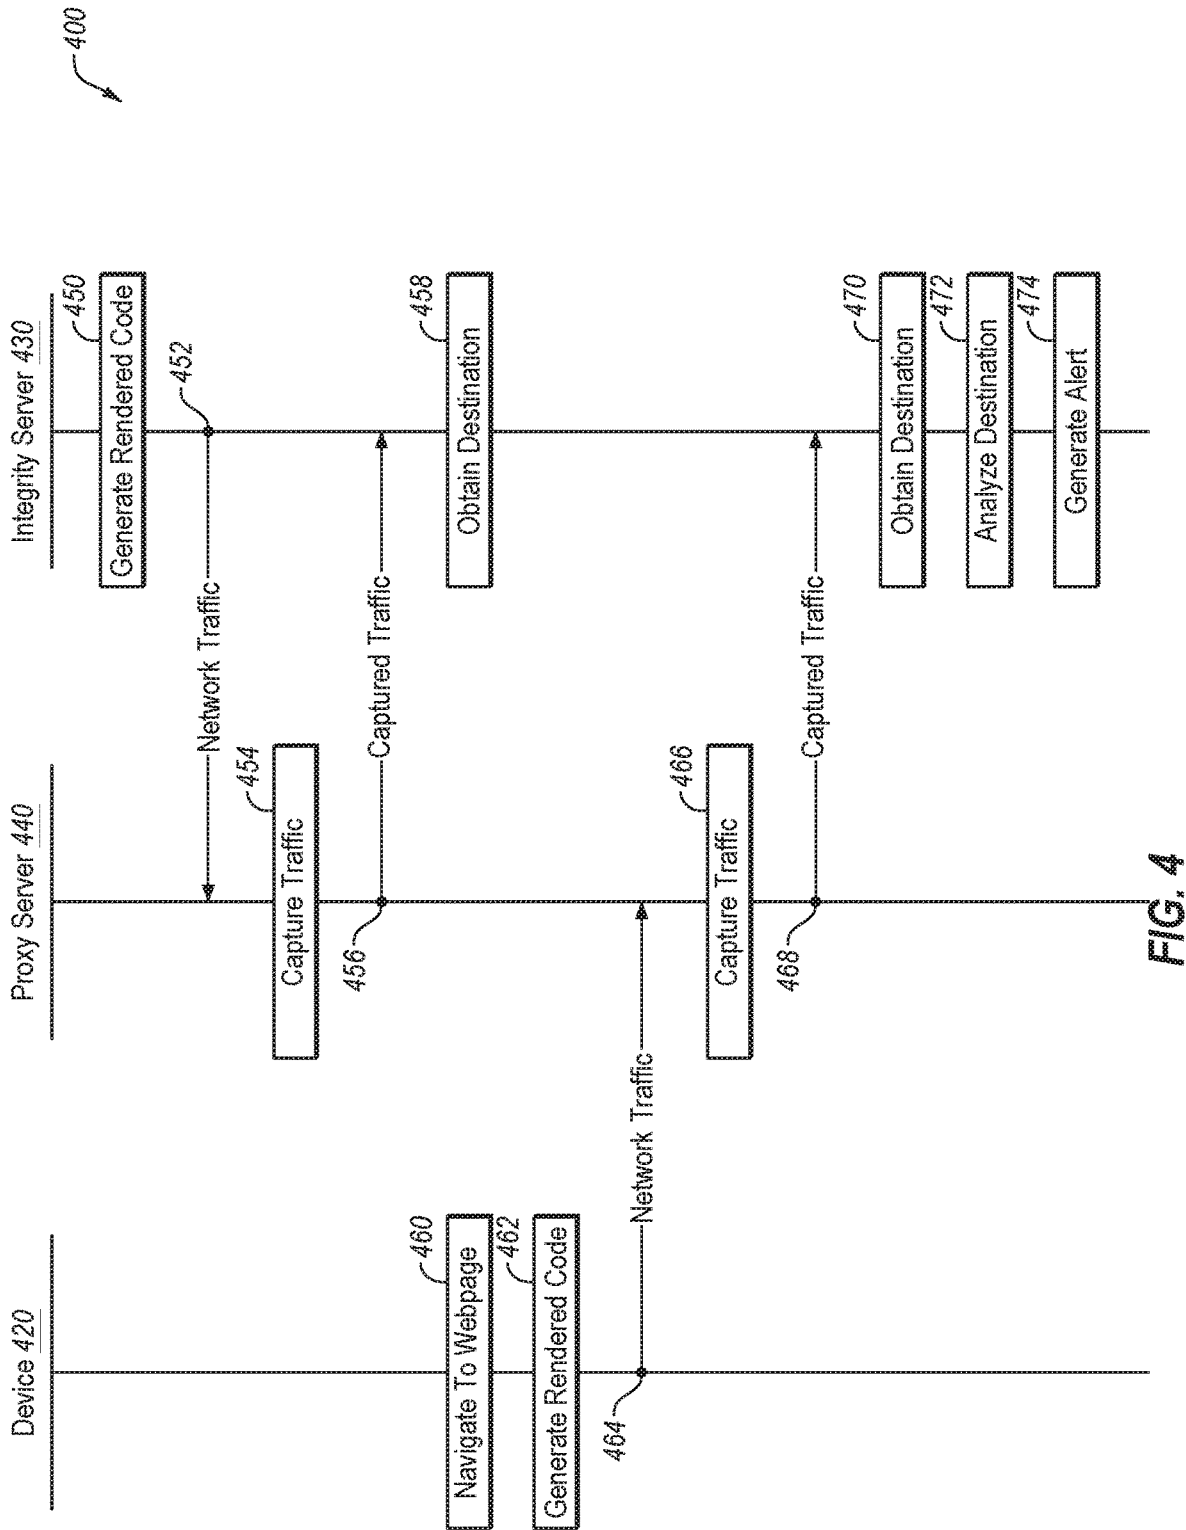 400
Device 420
Proxy Server 440
Integrity Server 430
450
Generate Rendered Code
452
Network Traffic
454
Capture Traffic
456
Captured Traffic
458
Obtain Destination
460
Navigate To Webpage
462
Generate Rendered Code
464
Network Traffic
466
Capture Traffic
468
Captured Traffic
470
Obtain Destination
472
Analyze Destination
474
Generate Alert
FIG. 4